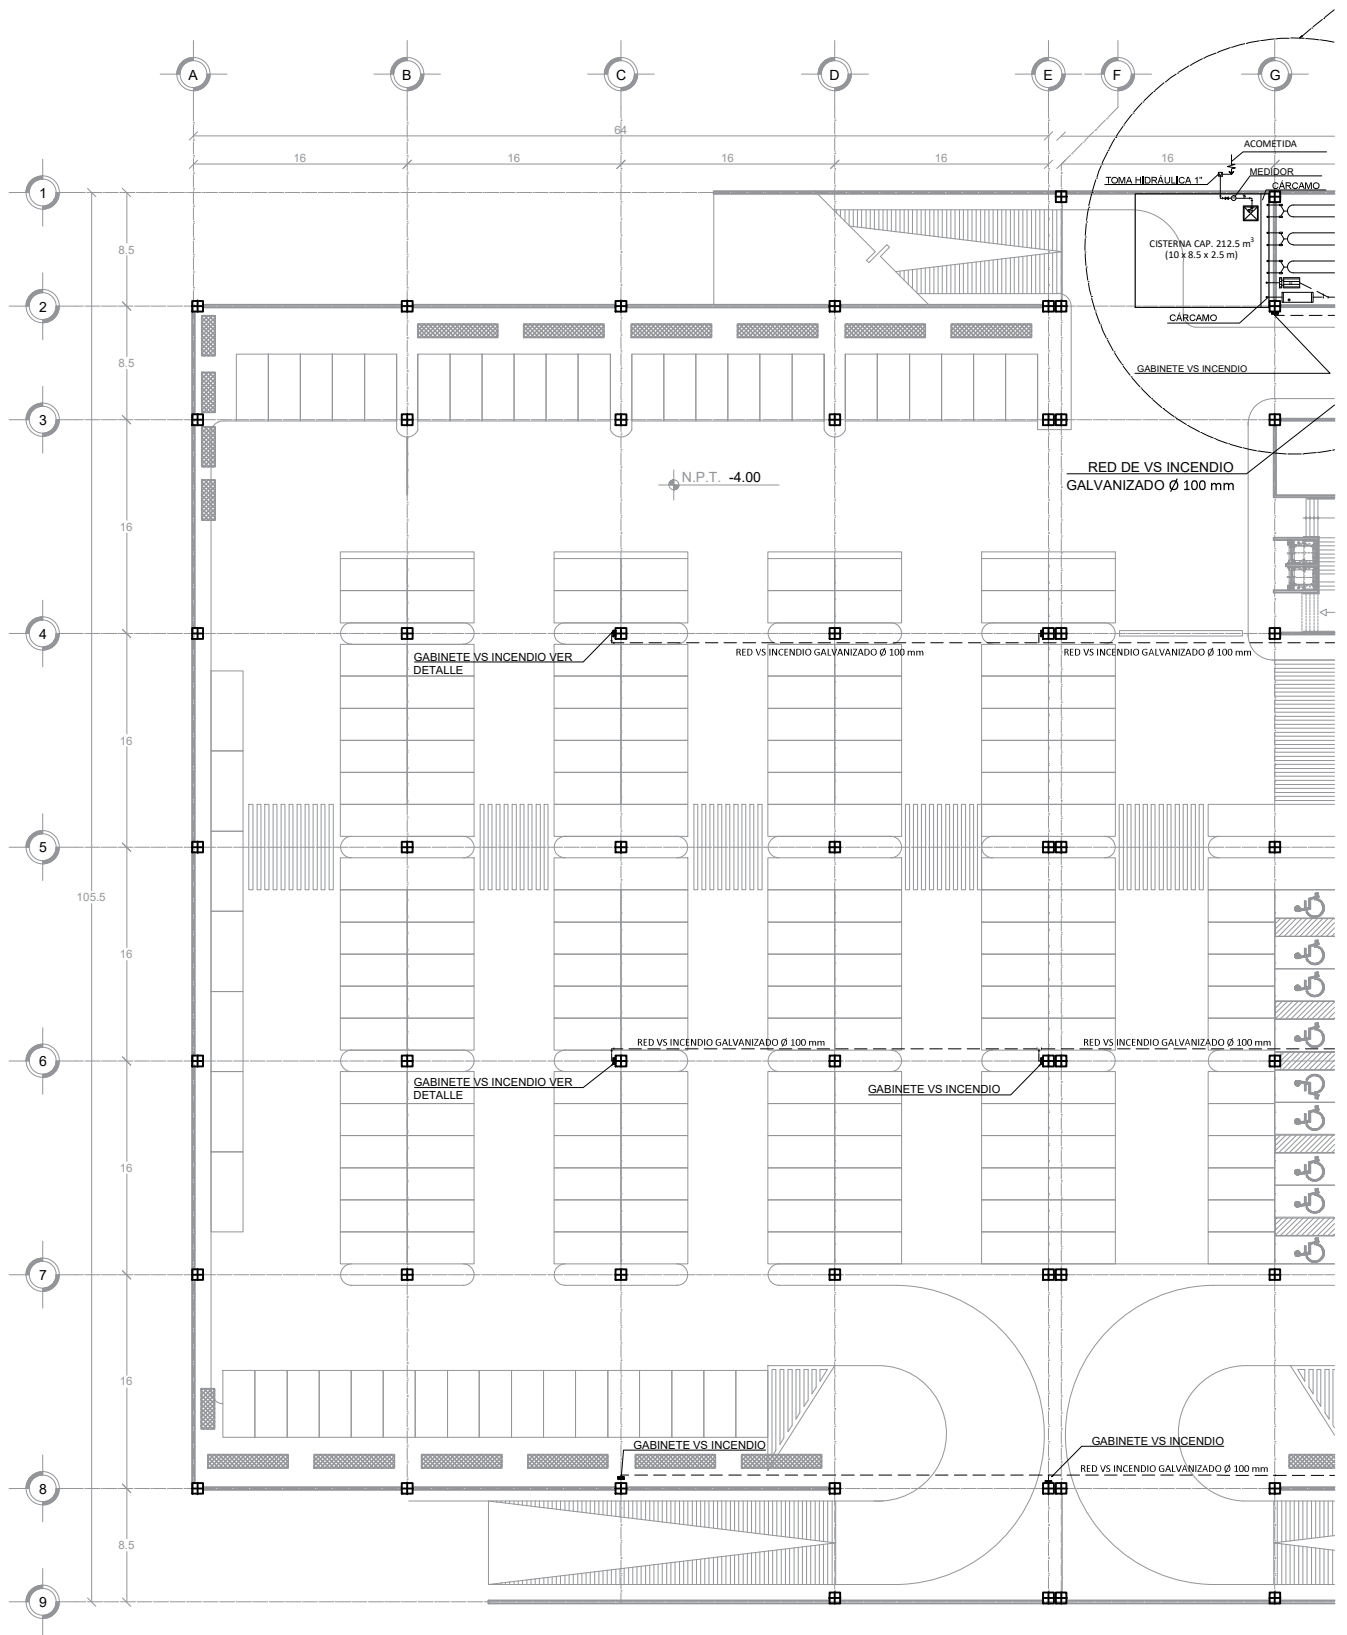 A
B
C
D
E
F
G
64
16
16
16
16
16
ACOMETIDA
1
TOMA HIDRÁULICA 1"
MEDIDOR
CÁRCAMO
8.5
CISTERNA CAP. 212.5 m³
(10 x 8.5 x 2.5 m)
2
CÁRCAMO
8.5
GABINETE VS INCENDIO
3
RED DE VS INCENDIO
GALVANIZADO Ø 100 mm
N.P.T. -4.00
16
4
GABINETE VS INCENDIO VER
DETALLE
RED VS INCENDIO GALVANIZADO Ø 100 mm
RED VS INCENDIO GALVANIZADO Ø 100 mm
16
5
105.5
16
RED VS INCENDIO GALVANIZADO Ø 100 mm
RED VS INCENDIO GALVANIZADO Ø 100 mm
6
GABINETE VS INCENDIO VER
DETALLE
GABINETE VS INCENDIO
16
7
16
GABINETE VS INCENDIO
GABINETE VS INCENDIO
RED VS INCENDIO GALVANIZADO Ø 100 mm
8
8.5
9